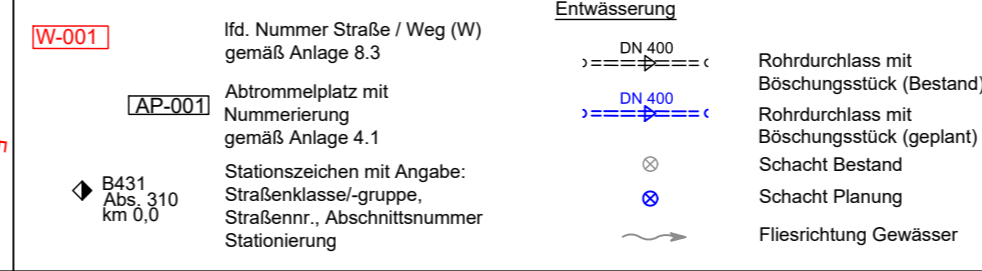 W-001
lfd. Nummer Straße / Weg (W)
gemäß Anlage 8.3
AP-001
Abtrommelplatz mit
Nummerierung
gemäß Anlage 4.1
B431
Abs. 310
km 0,0
Stationszeichen mit Angabe:
Straßenklasse/-gruppe,
Straßennr., Abschnittsnummer
Stationierung
Entwässerung
DN 400
Rohrdurchlass mit
Böschungsstück (Bestand)
DN 400
Rohrdurchlass mit
Böschungsstück (geplant)
Schacht Bestand
Schacht Planung
Fliesrichtung Gewässer